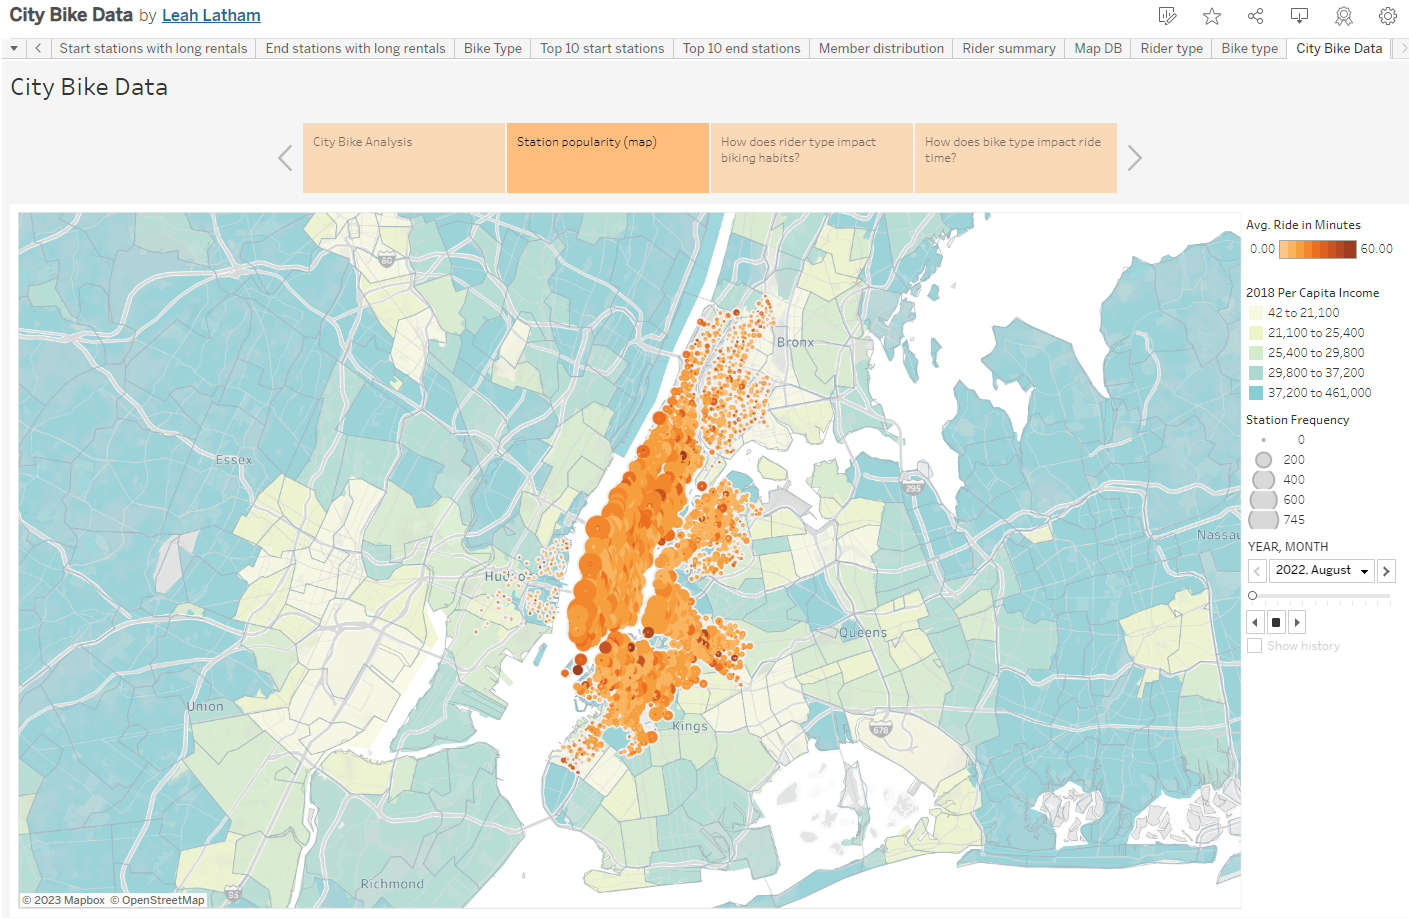 City Bike Data by Leah Latham
Start stations with long rentals
End stations with long rentals
Bike Type
Top 10 start stations
Top 10 end stations
Member distribution
Rider summary
Map DB
Rider type
Bike type
City Bike Data
City Bike Data
City Bike Analysis
Station popularity (map)
How does rider type impact
biking habits?
How does bike type impact ride
time?
80
Bronx
Essex
295
Nassau
Hudso
Queens
Union
Kings
678
95
Richmond
© 2023 Mapbox © OpenStreetMap
Avg. Ride in Minutes
0.00
60.00
2018 Per Capita Income
42 to 21,100
21,100 to 25,400
25,400 to 29,800
29,800 to 37,200
37,200 to 461,000
Station Frequency
0
200
400
600
745
YEAR, MONTH
2022, August
Show history